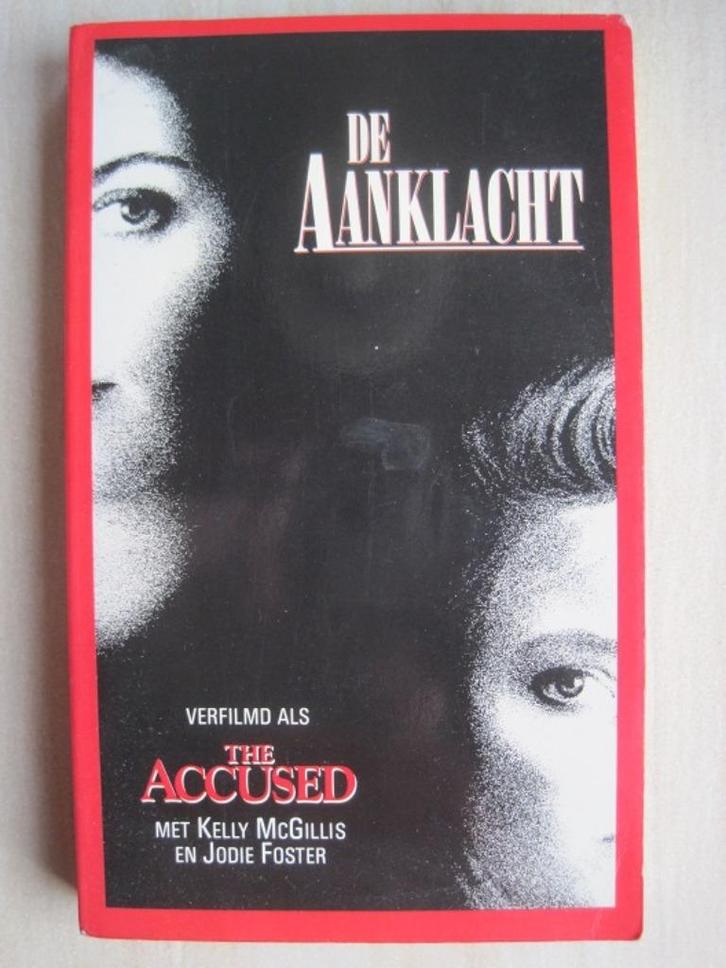 DE
AANKLACHT
VERFILMD ALS
THE
ACCUSED
MET KELLY MCGILLIS
EN JODIE FOSTER